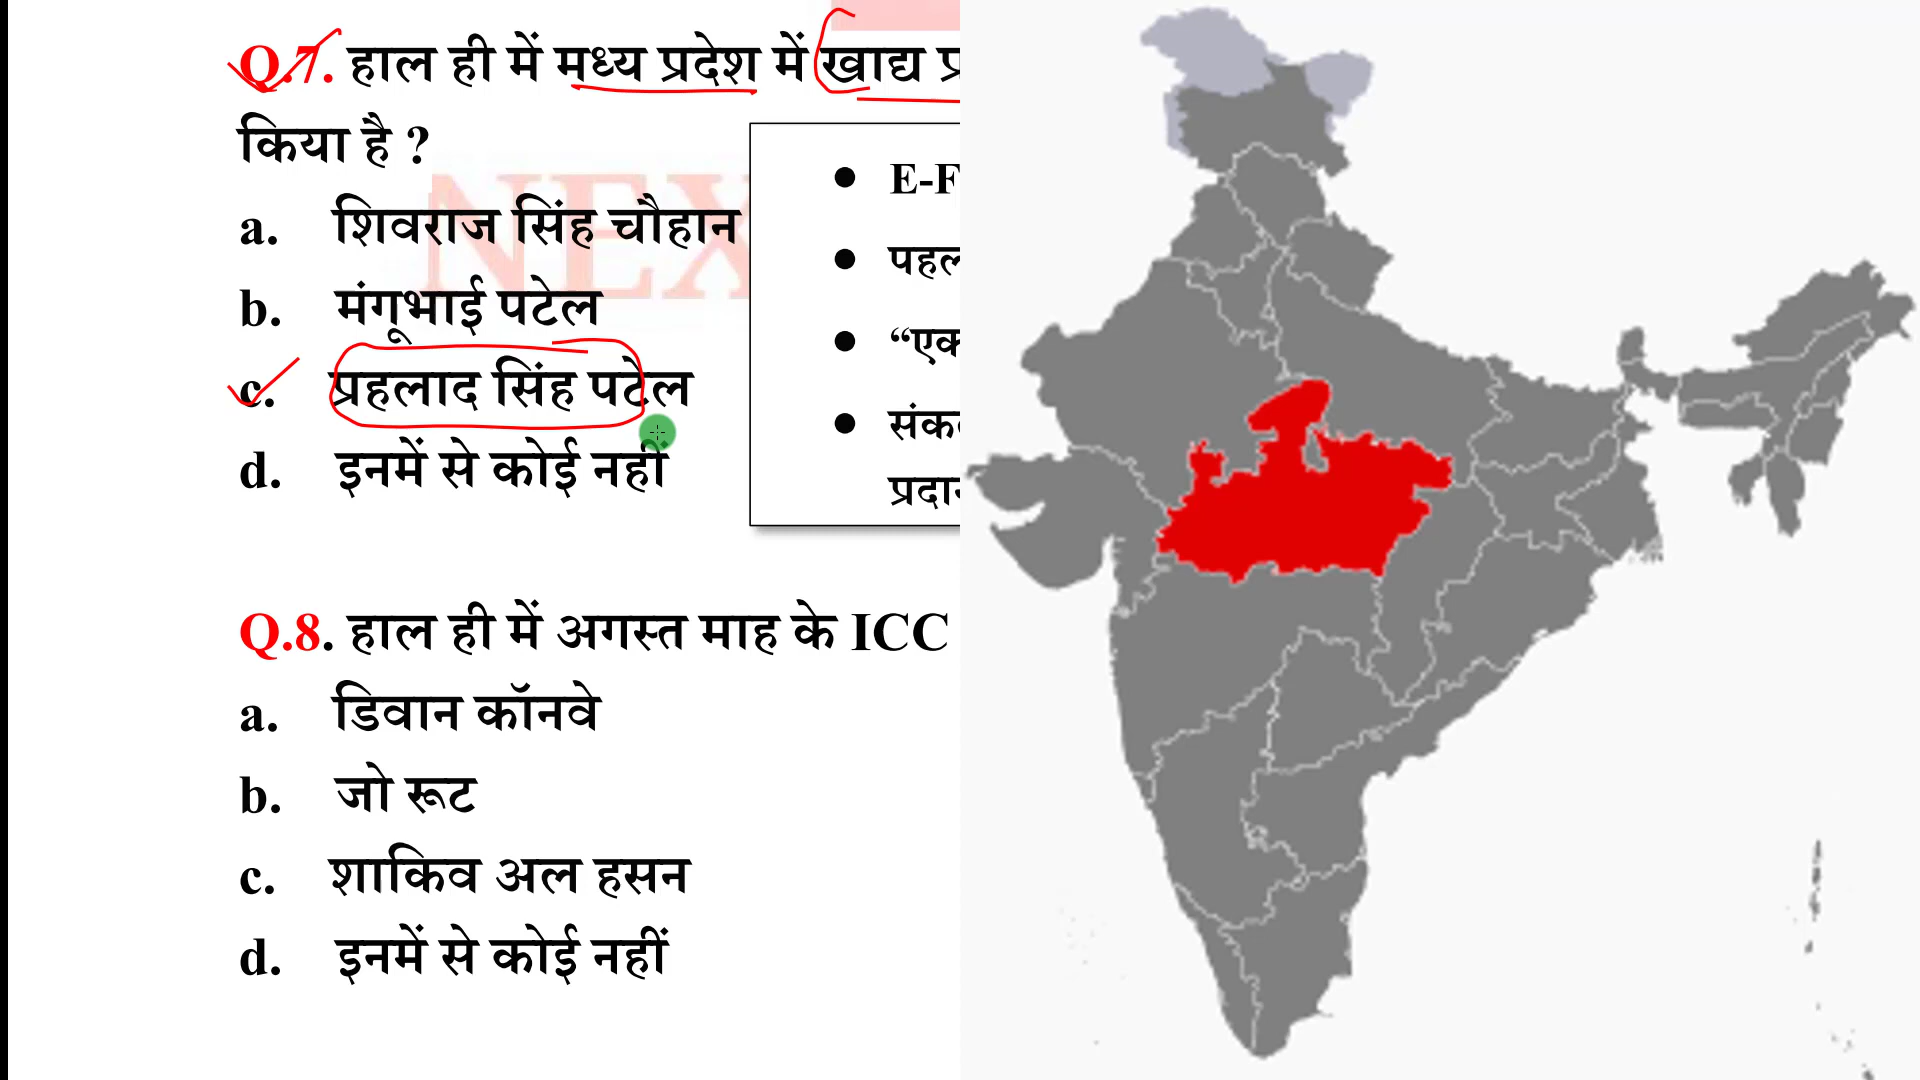 Q.7. हाल ही में मध्य प्रदेश में खाद्य
किया है ?
a. शिवराज सिंह चौहान
b. मंगूभाई पटेल
c. प्रहलाद सिंह पटेल
d. इनमें से कोई नहीं
NEX
● E-F
● पहल
● “एक
● संक
प्रदान
Q.8. हाल ही में अगस्त माह के ICC
a. डिवान कॉनवे
b. जो रूट
c. शाकिव अल हसन
d. इनमें से कोई नहीं